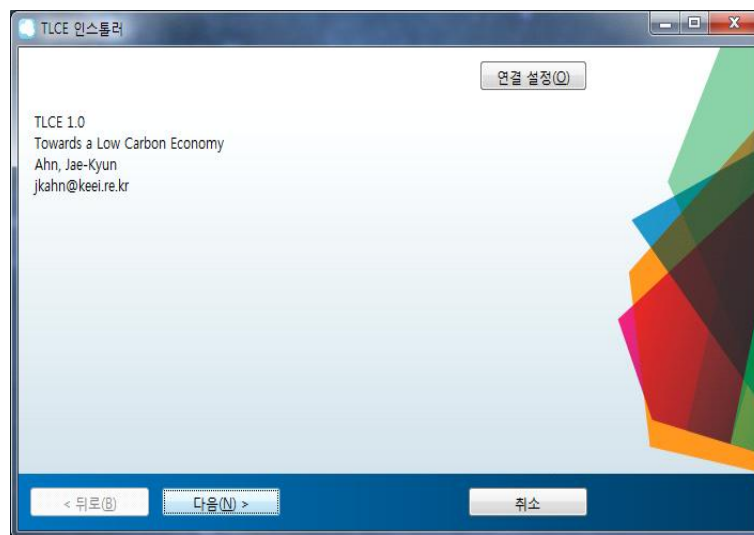 TLCE 인스톨러
연결 설정(O)
TLCE 1.0
Towards a Low Carbon Economy
Ahn, Jae-Kyun
jkahn@keei.re.kr
< 뒤로(B)
다음(N) >
취소